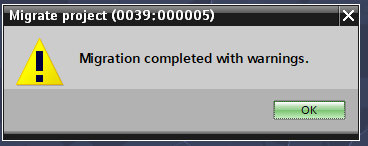 Migrate project (0039:000005)
Migration completed with warnings.
OK